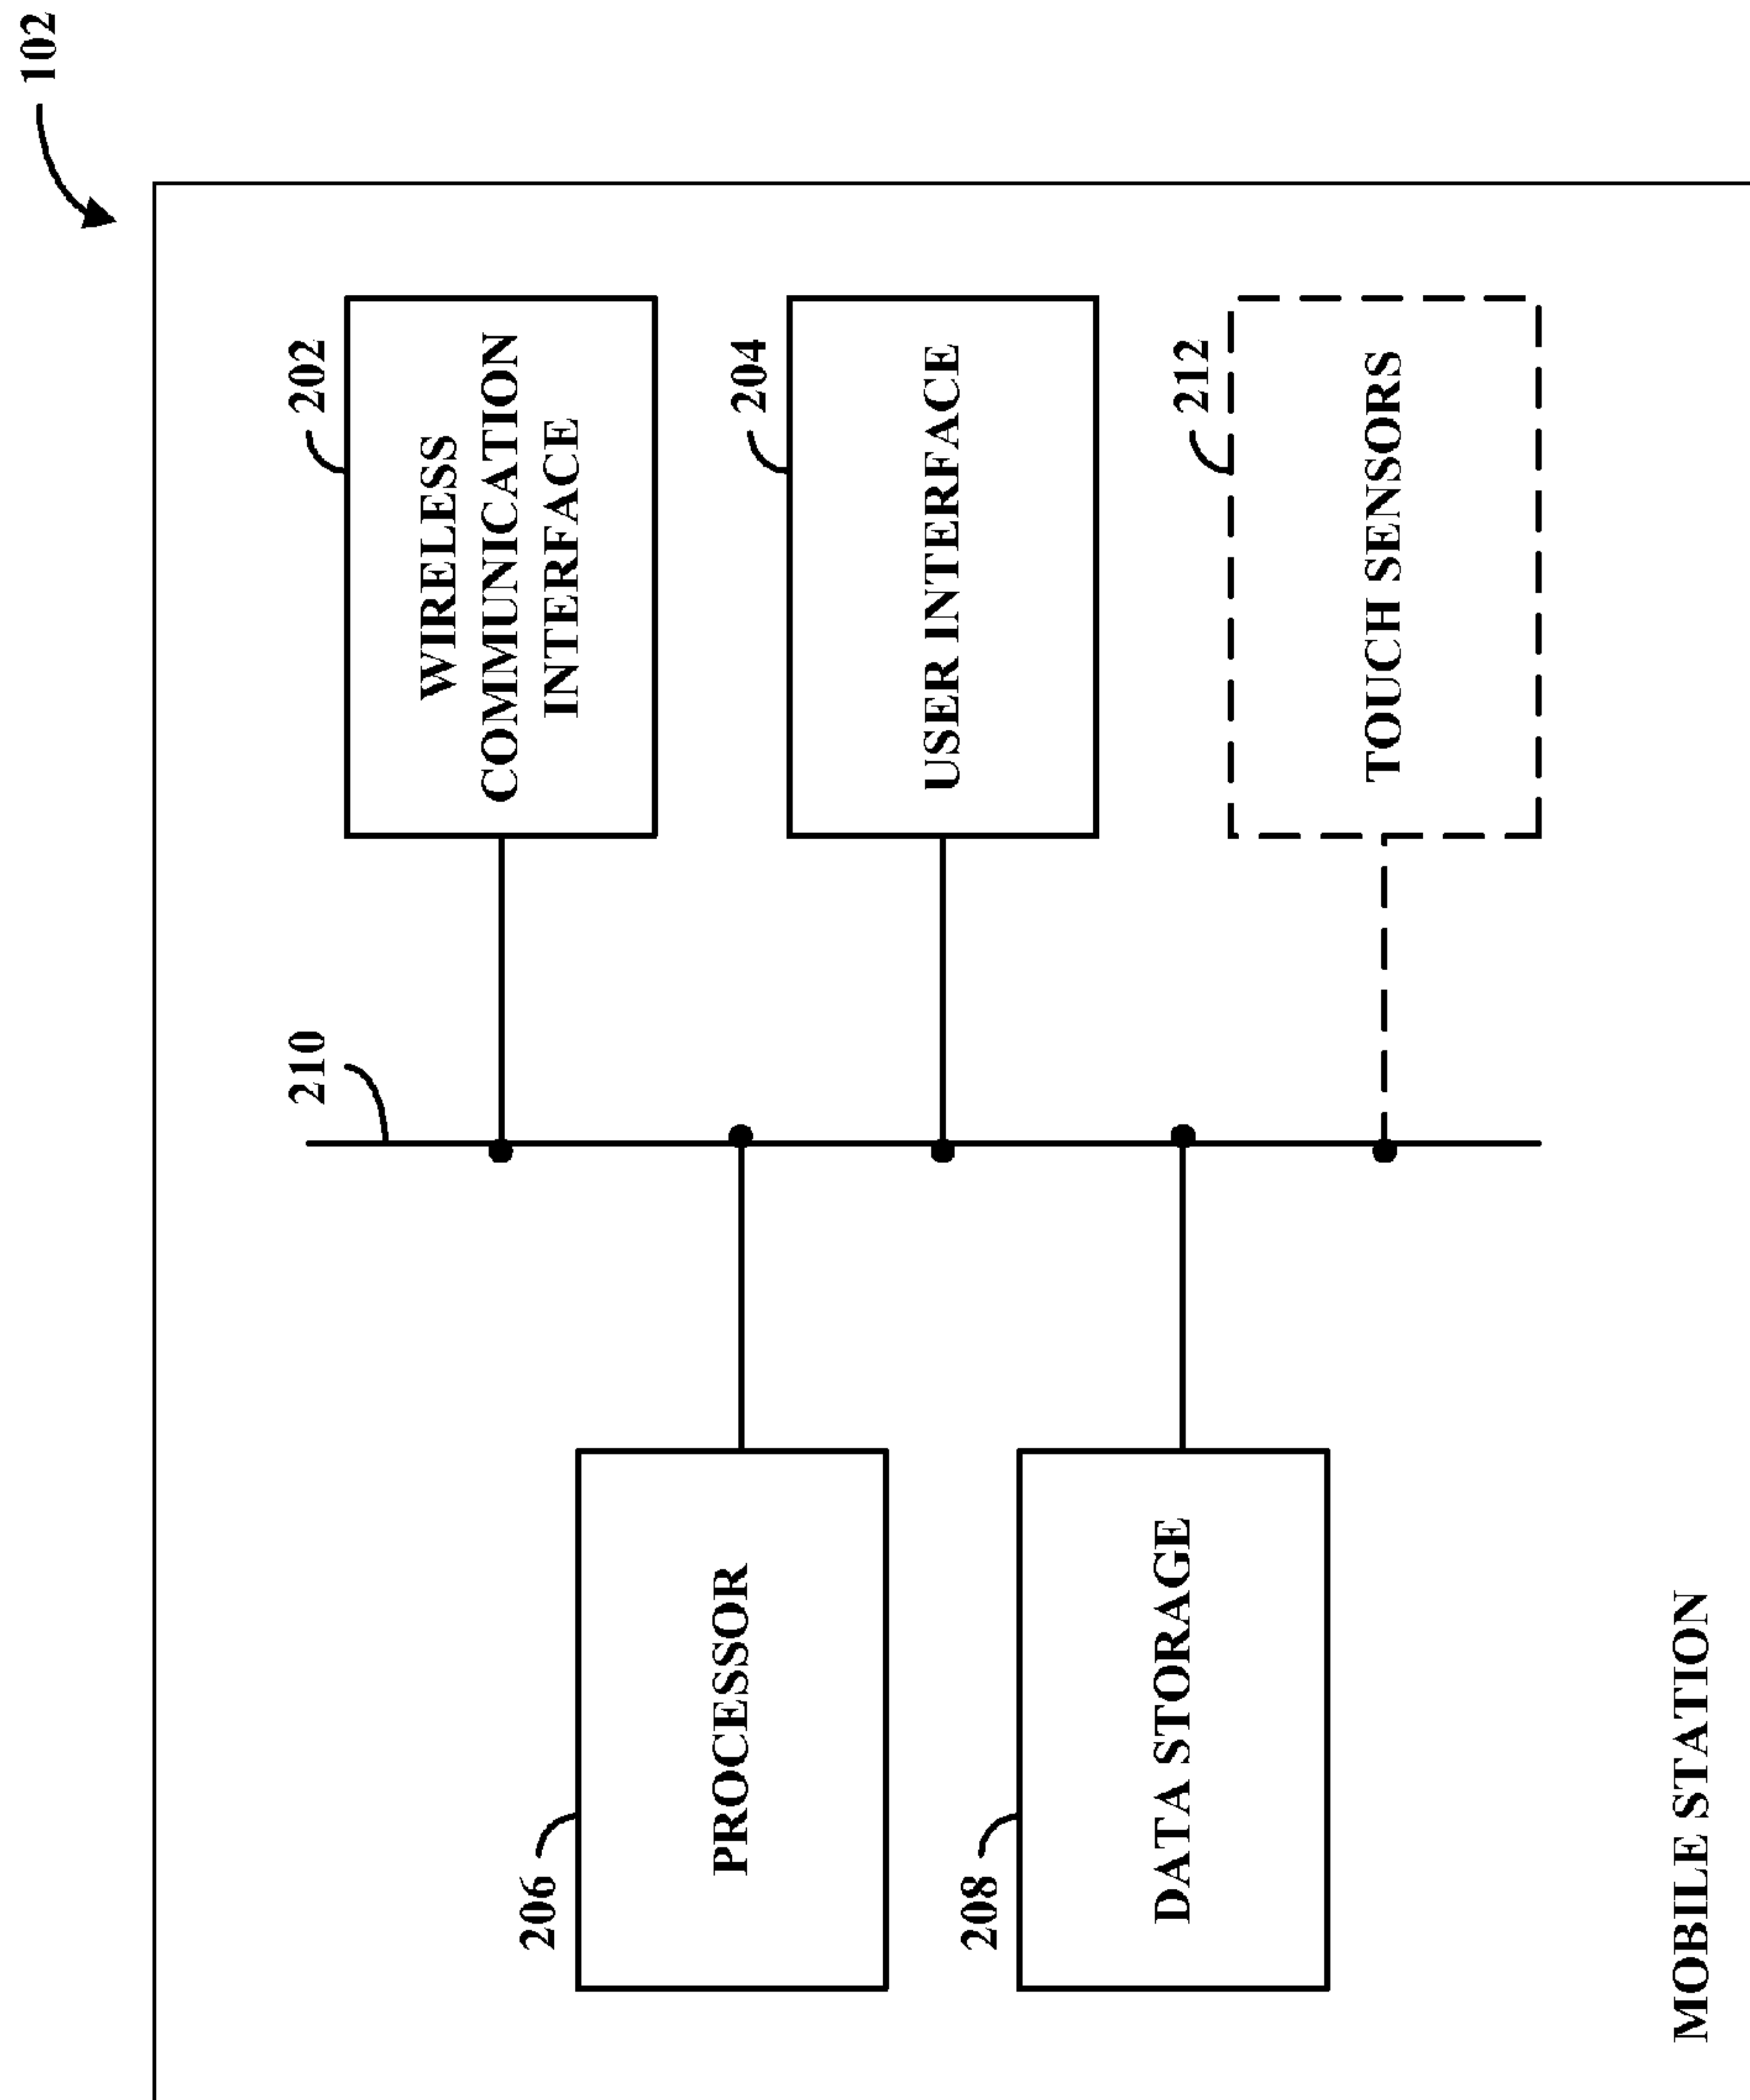 102
206
PROCESSOR
208
DATA STORAGE
210
202
WIRELESS
COMMUNICATION
INTERFACE
204
USER INTERFACE
212
TOUCH SENSORS
MOBILE STATION